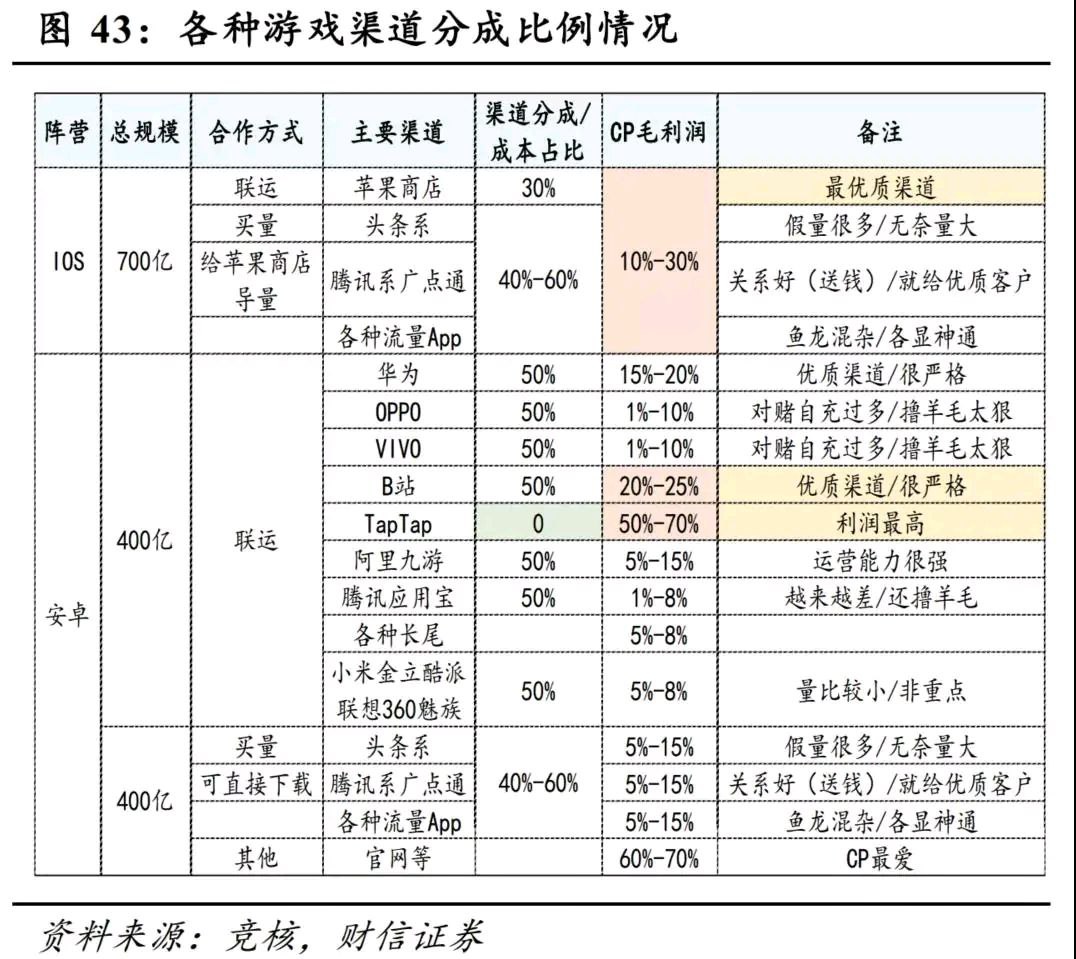 图 43：各种游戏渠道分成比例情况
阵营 总规模 合作方式 主要渠道 渠道分成/成本占比 CP毛利润 备注
IOS 700亿 联运 苹果商店 30% 10%-30% 最优质渠道
买量 头条系 40%-60% 假量很多/无奈量大
给苹果商店导量 腾讯系广点通 关系好（送钱）/就给优质客户
各种流量App 鱼龙混杂/各显神通
安卓 400亿 联运 华为 50% 15%-20% 优质渠道/很严格
OPPO 50% 1%-10% 对赌自充过多/撸羊毛太狠
VIVO 50% 1%-10% 对赌自充过多/撸羊毛太狠
B站 50% 20%-25% 优质渠道/很严格
TapTap 0 50%-70% 利润最高
阿里九游 50% 5%-15% 运营能力很强
腾讯应用宝 50% 1%-8% 越来越差/还撸羊毛
各种长尾 5%-8%
小米金立酷派联想360魅族 50% 5%-8% 量比较小/非重点
400亿 买量 头条系 40%-60% 5%-15% 假量很多/无奈量大
可直接下载 腾讯系广点通 5%-15% 关系好（送钱）/就给优质客户
各种流量App 5%-15% 鱼龙混杂/各显神通
其他 官网等 60%-70% CP最爱
资料来源：竞核，财信证券